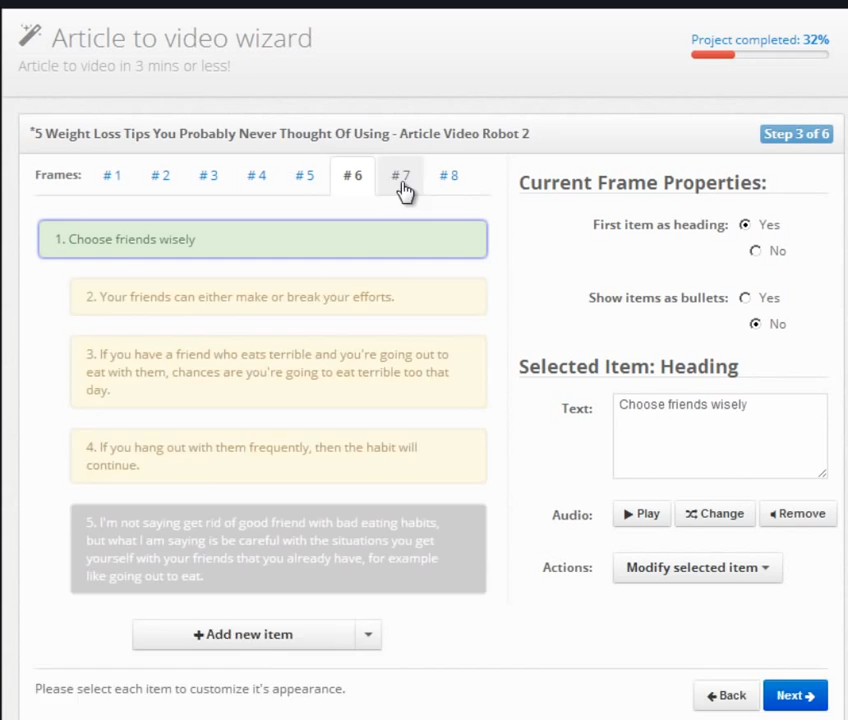 Article to video wizard
Article to video in 3 mins or less!
Project completed: 32%
*5 Weight Loss Tips You Probably Never Thought Of Using - Article Video Robot 2
Step 3 of 6
Frames: # 1 # 2 # 3 # 4 # 5 # 6 # 7 # 8
1. Choose friends wisely
2. Your friends can either make or break your efforts.
3. If you have a friend who eats terrible and you're going out to
eat with them, chances are you're going to eat terrible too that
day.
4. If you hang out with them frequently, then the habit will
continue.
5. I'm not saying get rid of good friend with bad eating habits,
but what I am saying is be careful with the situations you get
yourself with your friends that you already have, for example
like going out to eat.
Add new item
Please select each item to customize it's appearance.
Current Frame Properties:
First item as heading: Yes
No
Show items as bullets: Yes
No
Selected Item: Heading
Text: Choose friends wisely
Audio: Play Change Remove
Actions: Modify selected item
Back Next